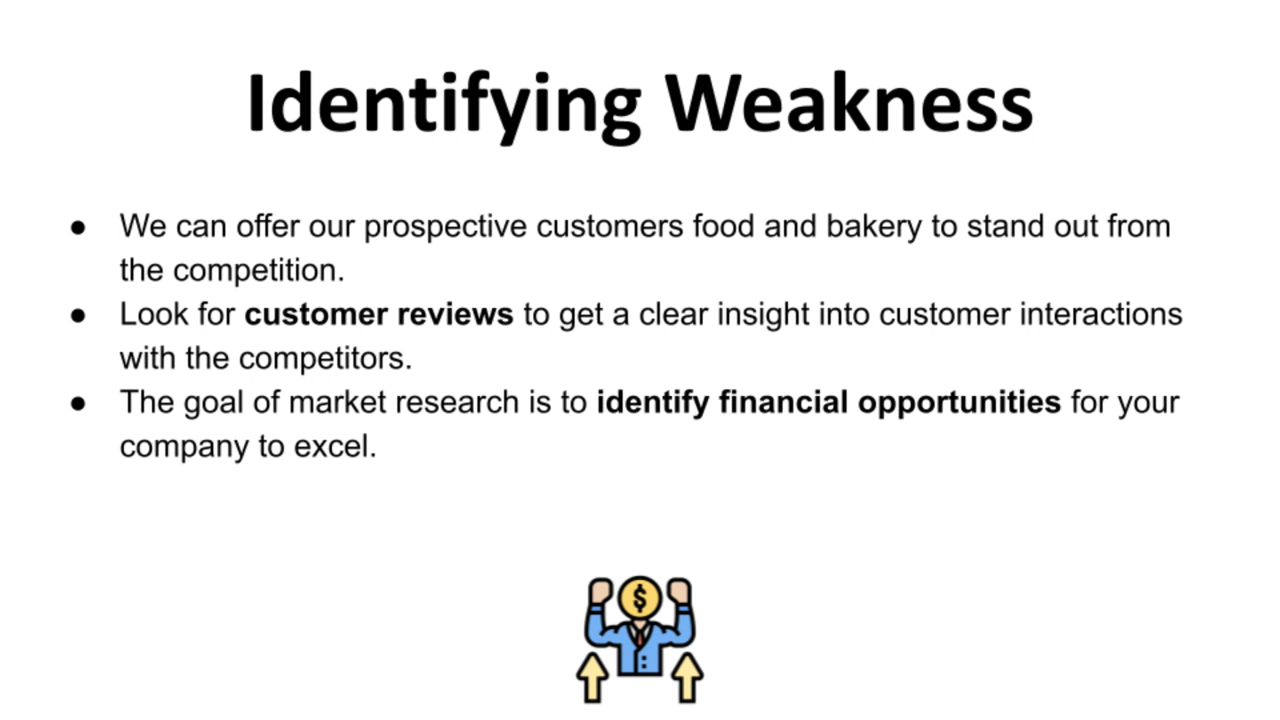 Identifying Weakness
● We can offer our prospective customers food and bakery to stand out from
the competition.
● Look for customer reviews to get a clear insight into customer interactions
with the competitors.
● The goal of market research is to identify financial opportunities for your
company to excel.
$